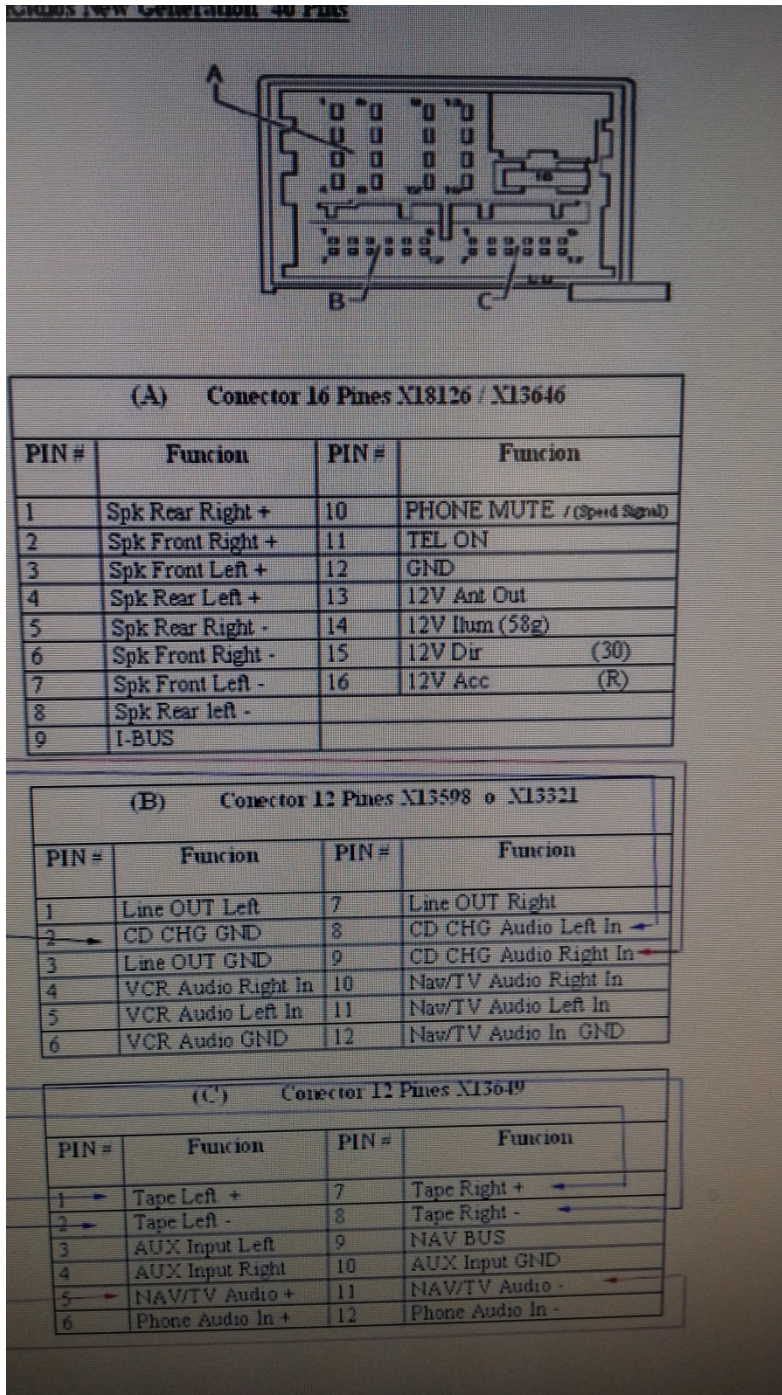 Radios New Generation 40 Pins
A
B
C
(A) Conector 16 Pines X18126 / X13646
PIN # Funcion PIN # Funcion
1 Spk Rear Right + 10 PHONE MUTE / (Speed Signal)
2 Spk Front Right + 11 TEL ON
3 Spk Front Left + 12 GND
4 Spk Rear Left + 13 12V Ant Out
5 Spk Rear Right - 14 12V Ilum (58g)
6 Spk Front Right - 15 12V Dir (30)
7 Spk Front Left - 16 12V Acc (R)
8 Spk Rear left -
9 I-BUS
(B) Conector 12 Pines X13598 o X13321
PIN # Funcion PIN # Funcion
1 Line OUT Left 7 Line OUT Right
2 CD CHG GND 8 CD CHG Audio Left In
3 Line OUT GND 9 CD CHG Audio Right In
4 VCR Audio Right In 10 Nav/TV Audio Right In
5 VCR Audio Left In 11 Nav/TV Audio Left In
6 VCR Audio GND 12 Nav/TV Audio In GND
(C) Conector 12 Pines X13649
PIN # Funcion PIN # Funcion
1 Tape Left + 7 Tape Right +
2 Tape Left - 8 Tape Right -
3 AUX Input Left 9 NAV BUS
4 AUX Input Right 10 AUX Input GND
5 NAV/TV Audio + 11 NAV/TV Audio -
6 Phone Audio In + 12 Phone Audio In -